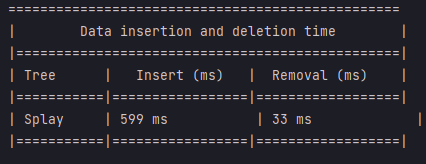 =================================================
|        Data insertion and deletion time        |
|================================================|
| Tree      |   Insert (ms)   |  Removal (ms)    |
|===========|=================|==================|
| Splay     | 599 ms           | 33 ms             |
|===========|=================|==================|